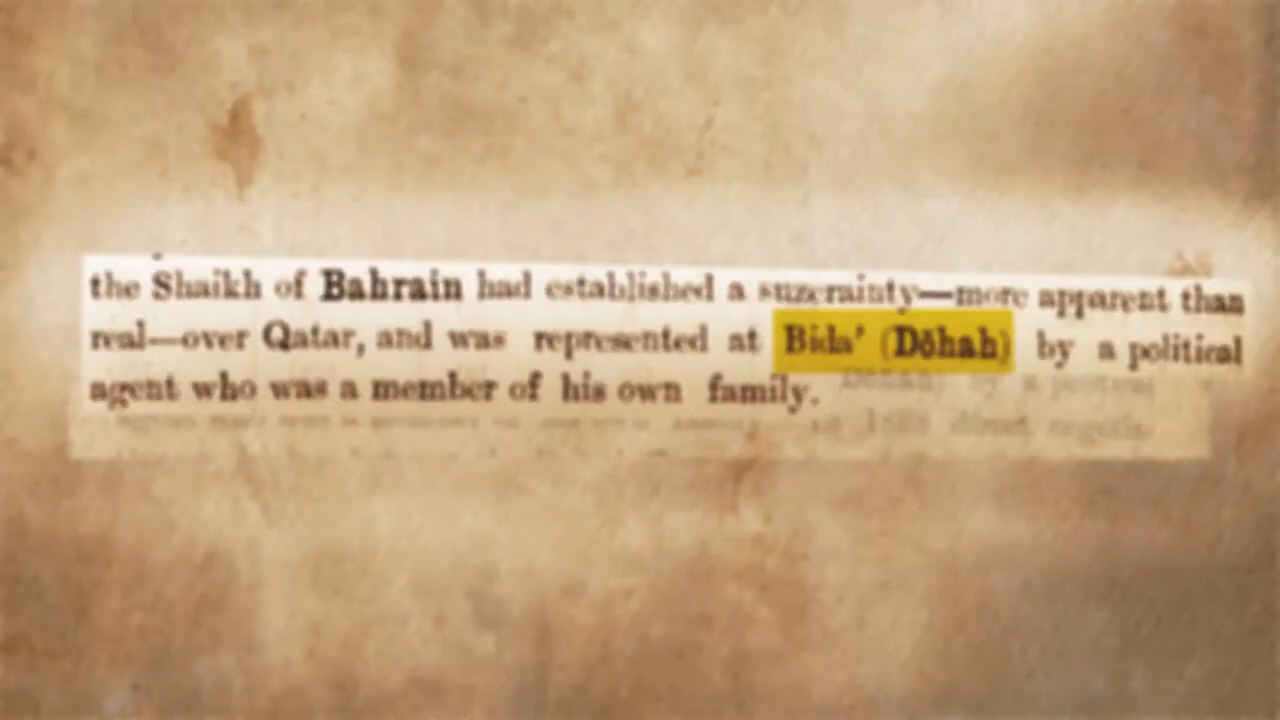 the Shaikh of Bahrain had established a suzerainty—more apparent than
real—over Qatar, and was represented at Bida' (Dōhah) by a political
agent who was a member of his own family.